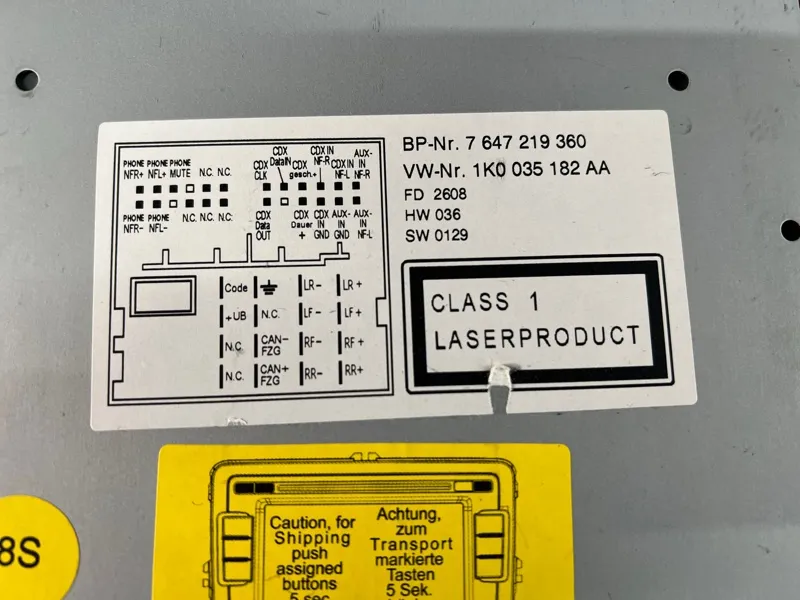 BP-Nr. 7 647 219 360
VW-Nr. 1K0 035 182 AA
FD 2608
HW 036
SW 0129
PHONE PHONE PHONE
NFR+ NFL+ MUTE N.C. N.C.
PHONE PHONE N.C. N.C. N.C.
NFR- NFL-
CDX CLK
CDX DataIN
CDX gesch.+
CDX IN NF-R
CDX IN NF-L
AUX-IN NF-R
CDX Data OUT
CDX Dauer +
CDX IN GND
AUX-IN GND
AUX-IN NF-L
Code LR- LR+
+UB N.C. LF- LF+
N.C. CAN-FZG RF- RF+
N.C. CAN+FZG RR- RR+
CLASS 1
LASERPRODUCT
8S
Caution, for
Shipping
push
assigned
buttons
5 sec.
Achtung,
zum
Transport
markierte
Tasten
5 Sek.